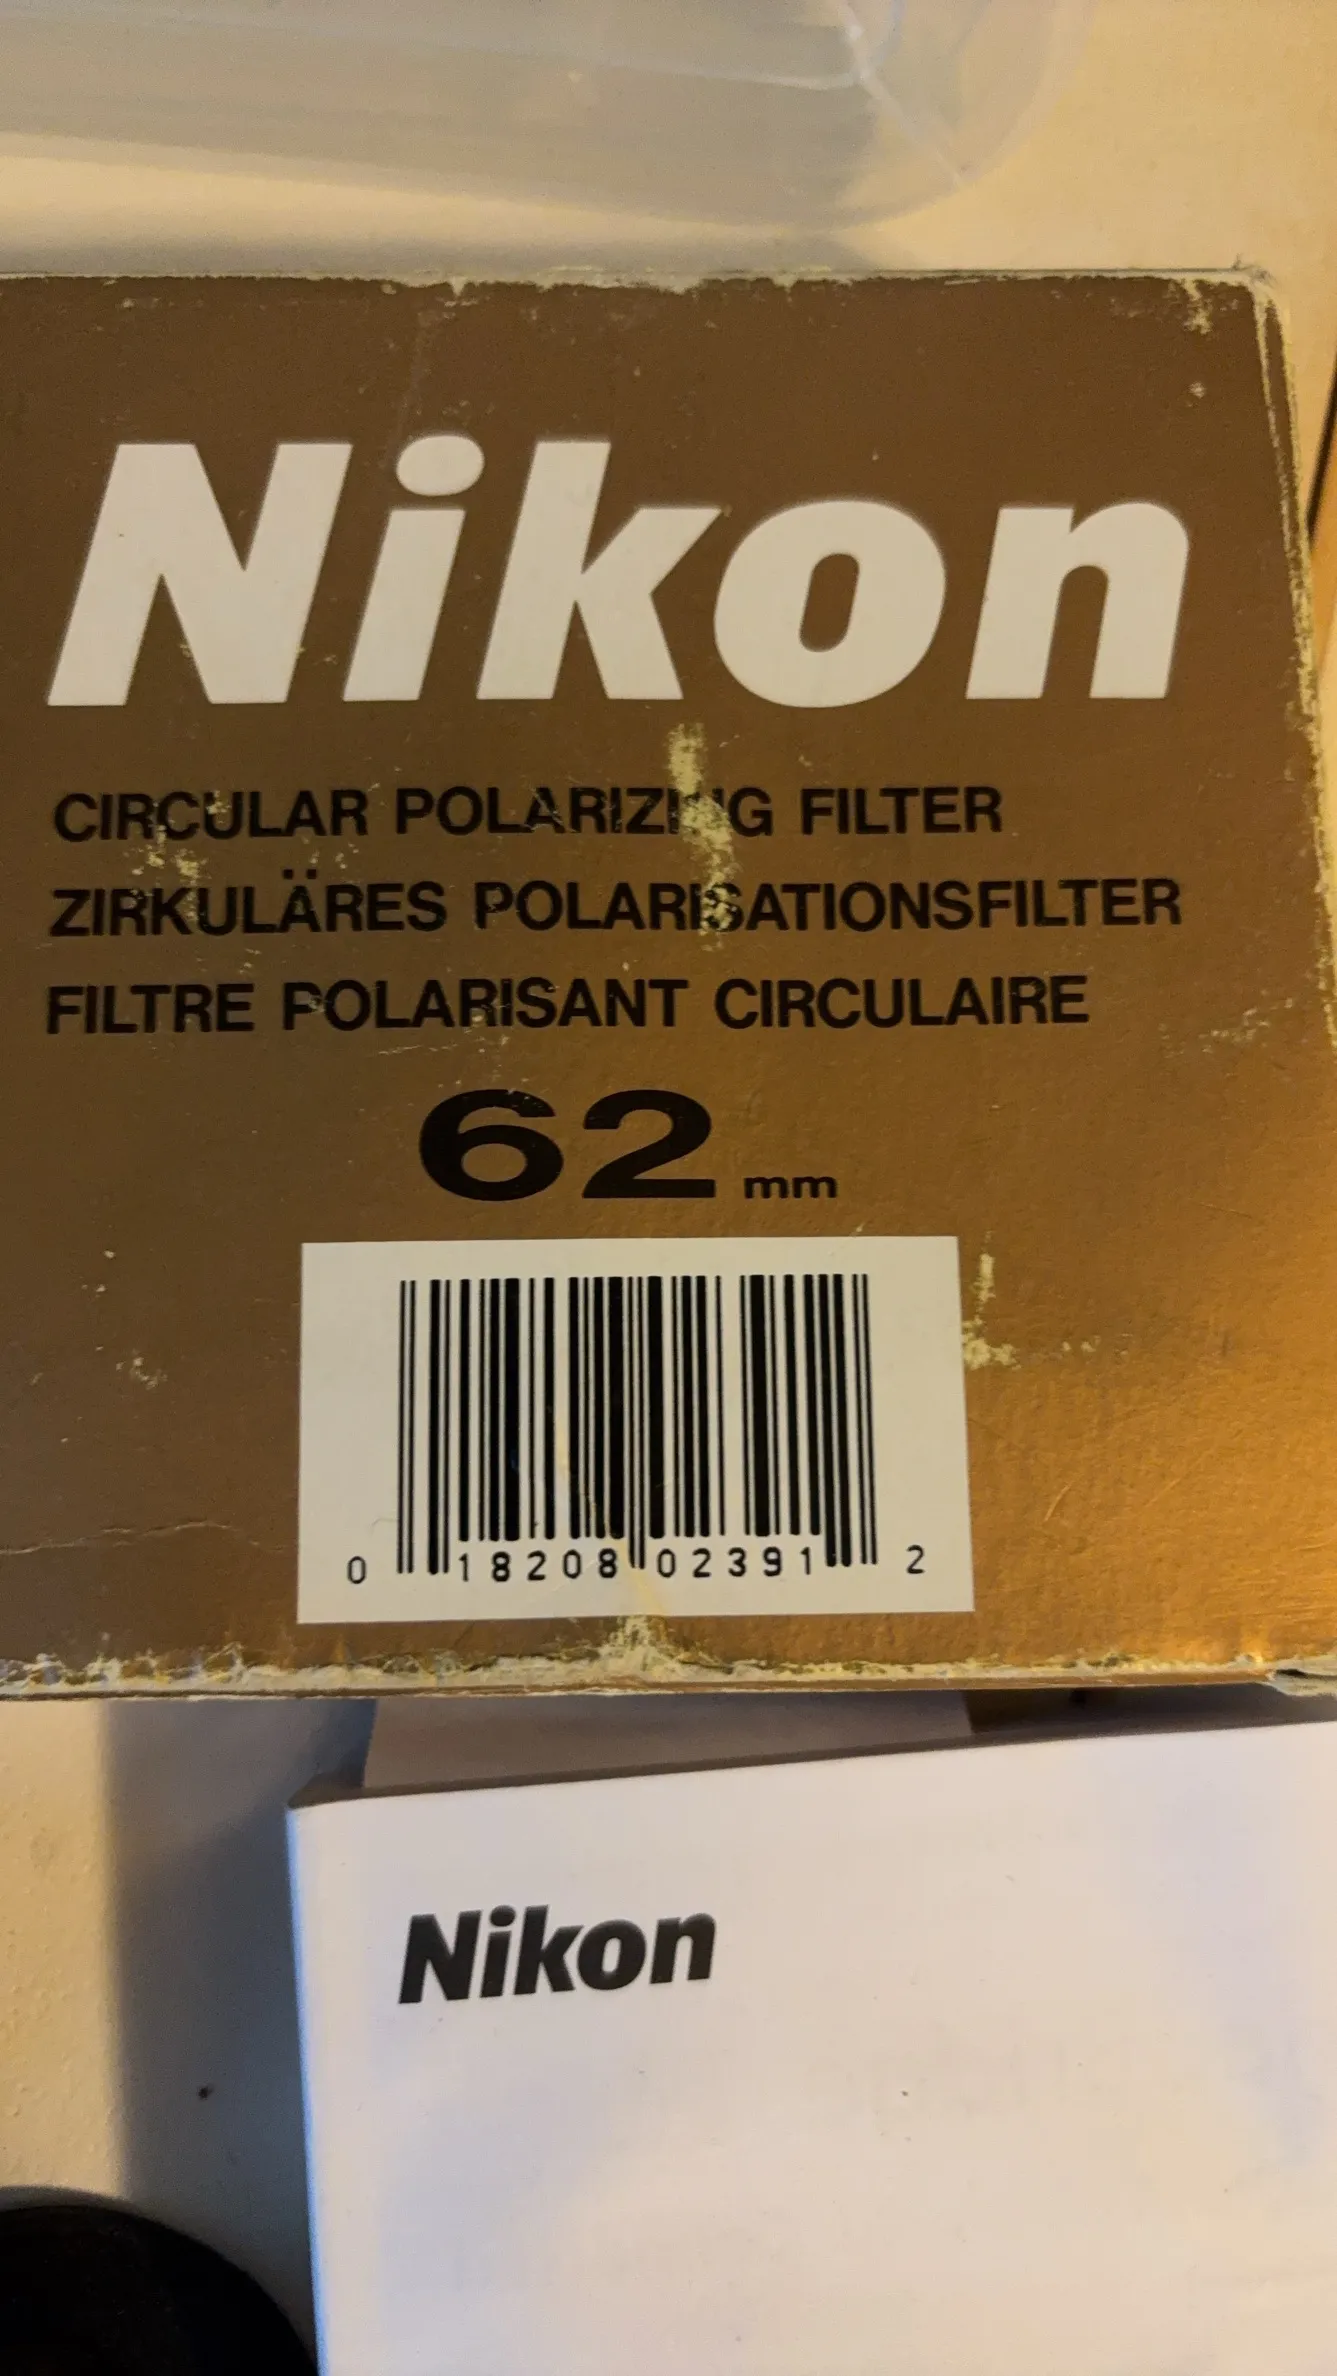 Nikon
CIRCULAR POLARIZING FILTER
ZIRKULÄRES POLARISATIONSFILTER
FILTRE POLARISANT CIRCULAIRE
62 mm
0 18208 02391 2
Nikon